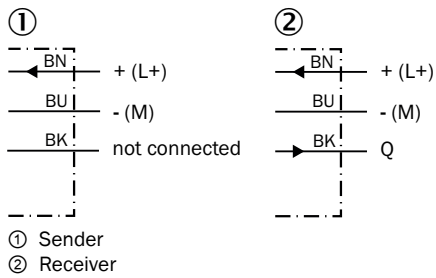 ① ②
BN + (L+) BN + (L+)
BU - (M) BU - (M)
BK not connected BK Q
① Sender
② Receiver